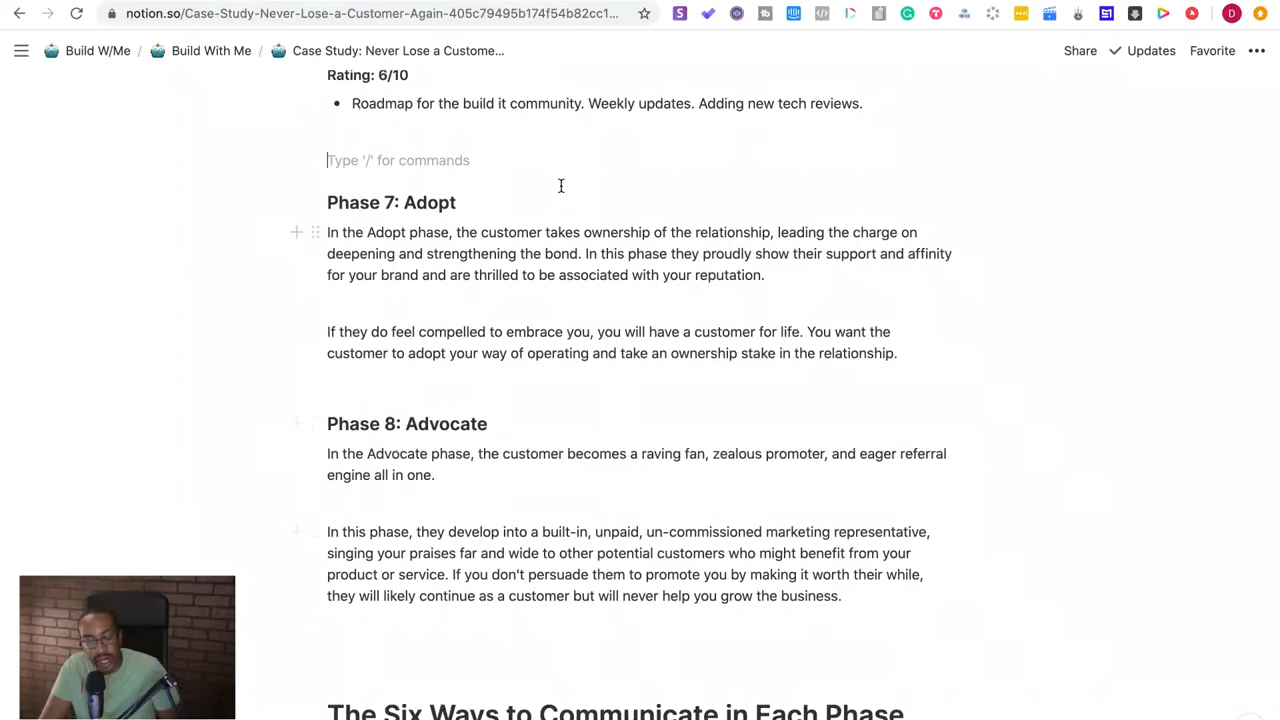 notion.so/Case-Study-Never-Lose-a-Customer-Again-405c79495b174f54b82cc1...
Build W/Me / Build With Me / Case Study: Never Lose a Custome...
Share Updates Favorite
Rating: 6/10
• Roadmap for the build it community. Weekly updates. Adding new tech reviews.
Type '/' for commands
Phase 7: Adopt
In the Adopt phase, the customer takes ownership of the relationship, leading the charge on
deepening and strengthening the bond. In this phase they proudly show their support and affinity
for your brand and are thrilled to be associated with your reputation.
If they do feel compelled to embrace you, you will have a customer for life. You want the
customer to adopt your way of operating and take an ownership stake in the relationship.
Phase 8: Advocate
In the Advocate phase, the customer becomes a raving fan, zealous promoter, and eager referral
engine all in one.
In this phase, they develop into a built-in, unpaid, un-commissioned marketing representative,
singing your praises far and wide to other potential customers who might benefit from your
product or service. If you don't persuade them to promote you by making it worth their while,
they will likely continue as a customer but will never help you grow the business.
The Six Ways to Communicate in Each Phase